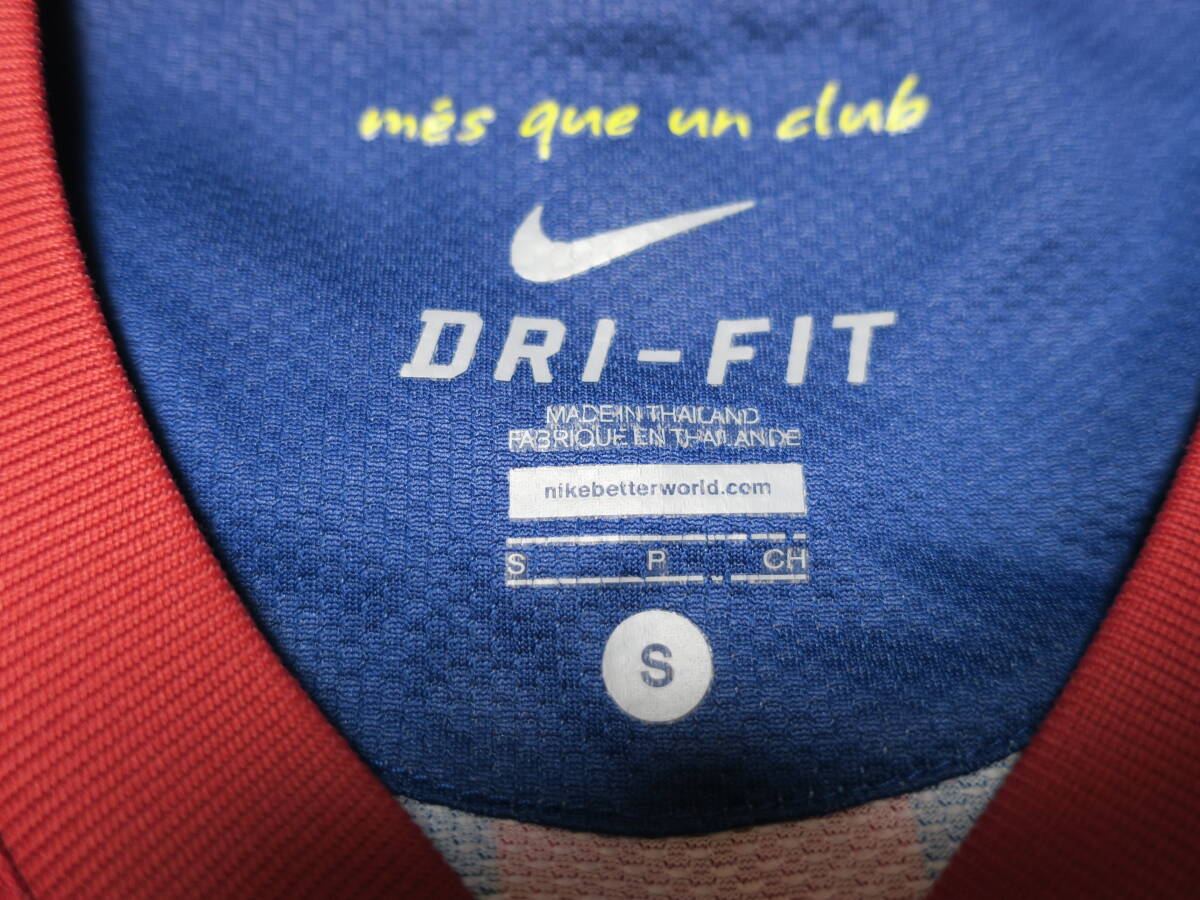 més que un club
DRI-FIT
MADE IN THAILAND
FABRIQUE EN THAILANDE
nikebetterworld.com
S P CH
S